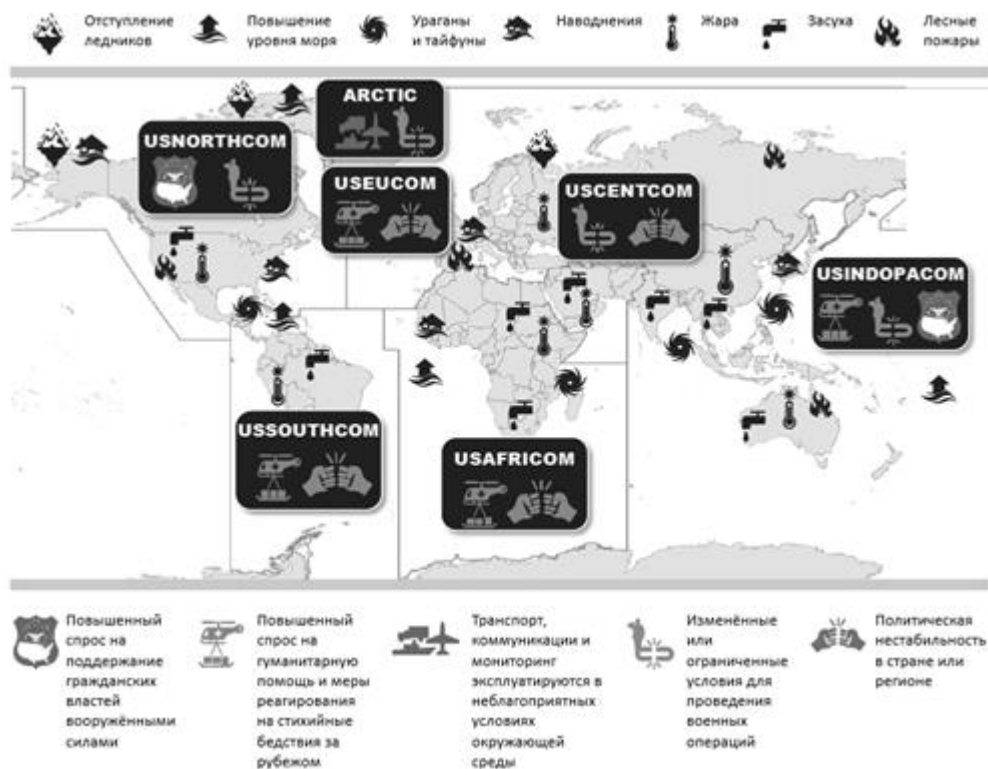 Отступление
ледников
Повышение
уровня моря
Ураганы
и тайфуны
Наводнения
Жара
Засуха
Лесные
пожары
ARCTIC
USNORTHCOM
USEUCOM
USCENTCOM
USINDOPACOM
USSOUTHCOM
USAFRICOM
Повышенный
спрос на
поддержание
гражданских
властей
вооружёнными
силами
Повышенный
спрос на
гуманитарную
помощь и меры
реагирования
на стихийные
бедствия за
рубежом
Транспорт,
коммуникации и
мониторинг
эксплуатируются в
неблагоприятных
условиях
окружающей
среды
Изменённые
или
ограниченные
условия для
проведения
военных
операций
Политическая
нестабильность
в стране или
регионе